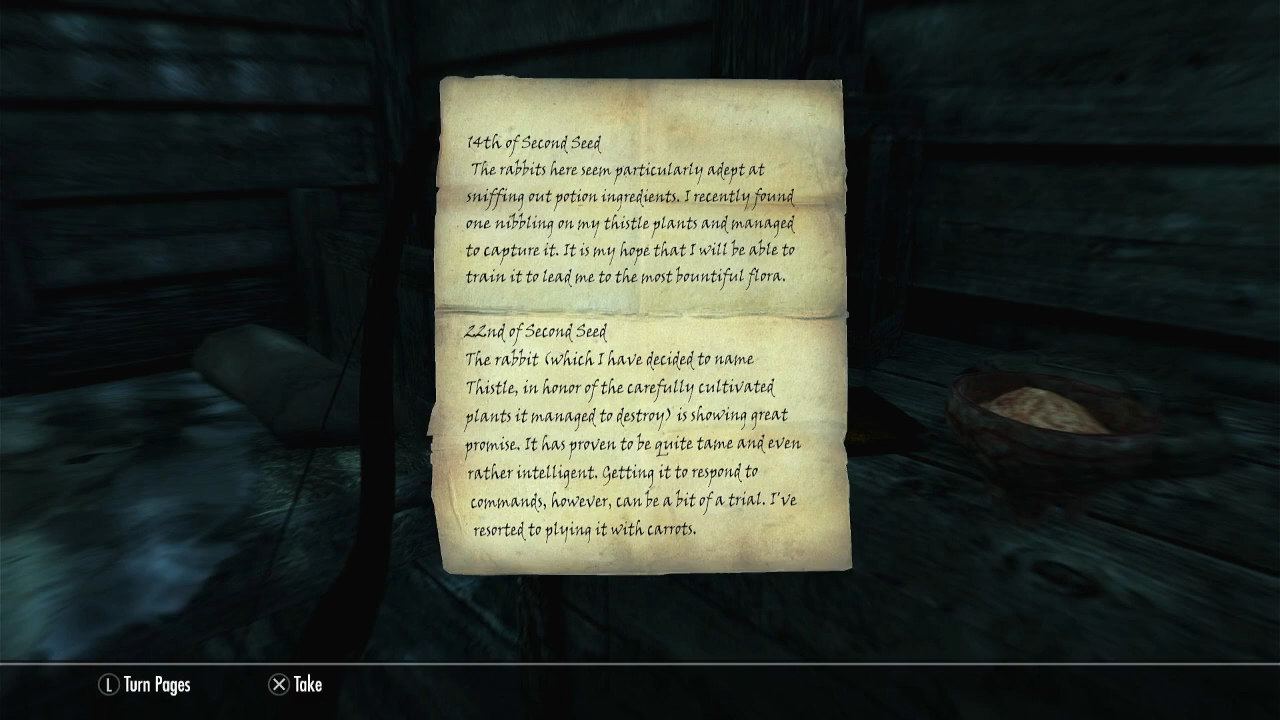 14th of Second Seed
The rabbits here seem particularly adept at
sniffing out potion ingredients. I recently found
one nibbling on my thistle plants and managed
to capture it. It is my hope that I will be able to
train it to lead me to the most bountiful flora.
22nd of Second Seed
The rabbit (which I have decided to name
Thistle, in honor of the carefully cultivated
plants it managed to destroy) is showing great
promise. It has proven to be quite tame and even
rather intelligent. Getting it to respond to
commands, however, can be a bit of a trial. I've
resorted to plying it with carrots.
L Turn Pages
X Take